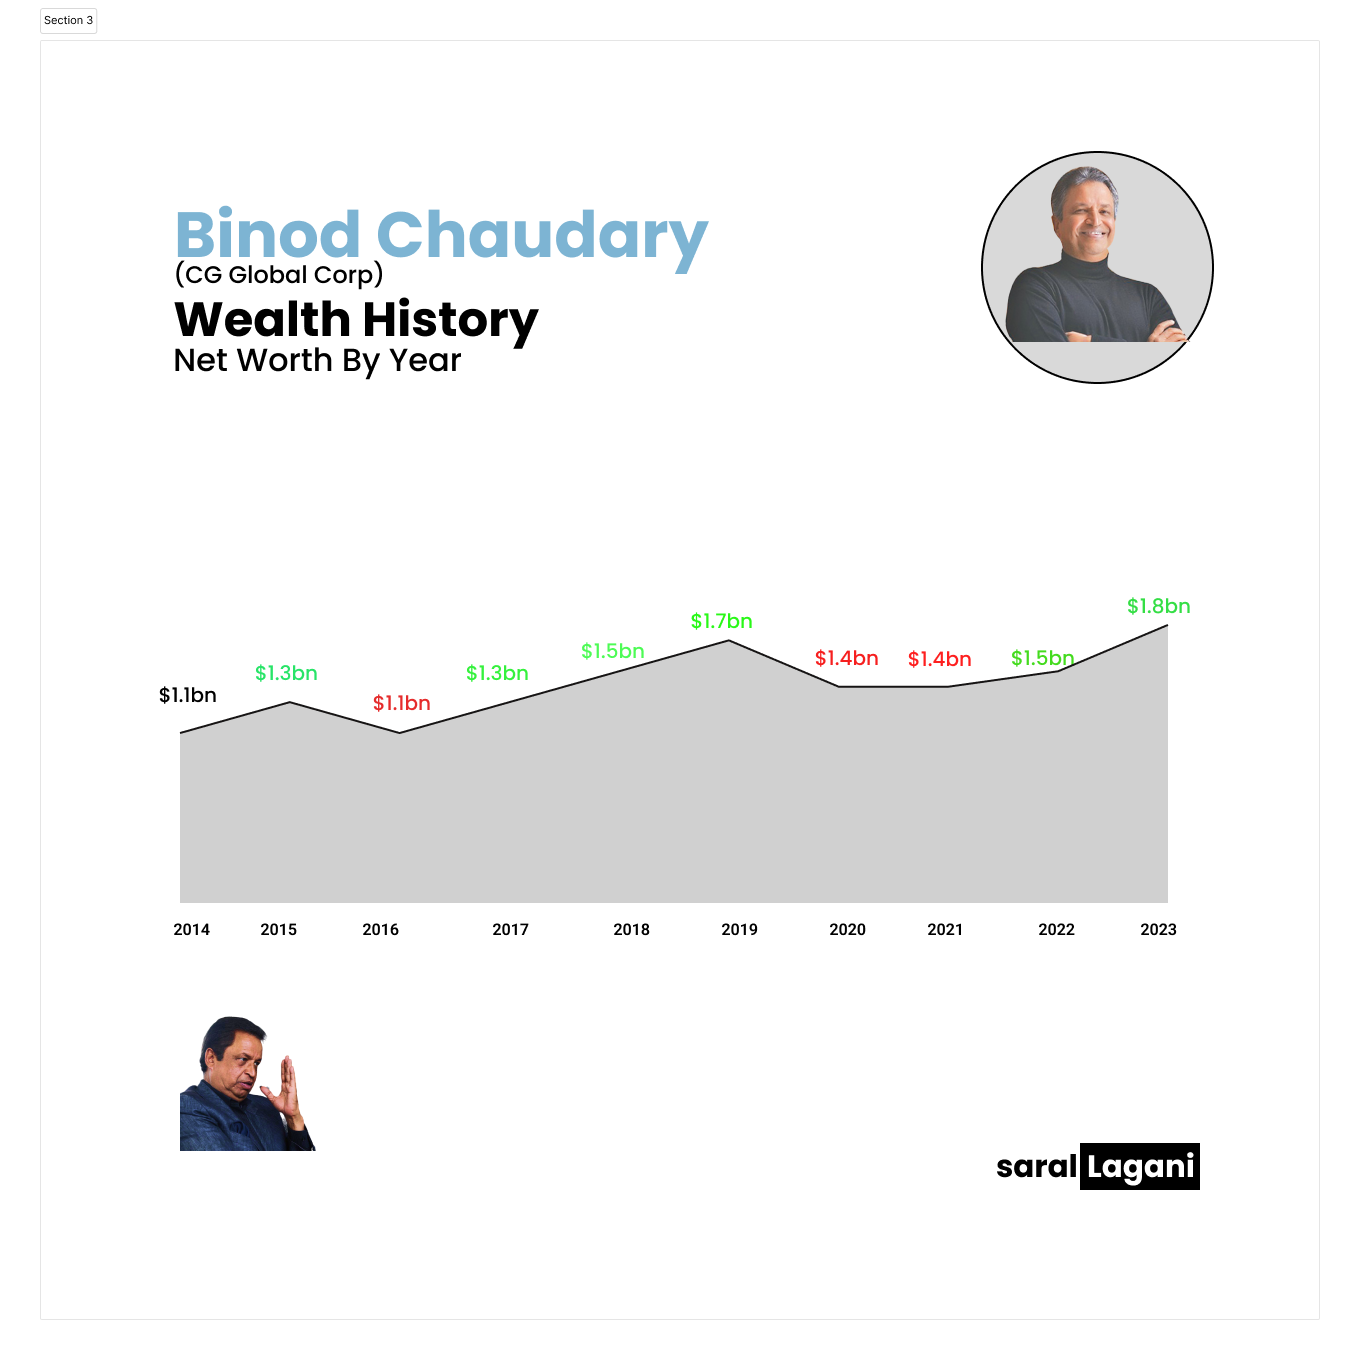 Section 3
Binod Chaudary
(CG Global Corp)
Wealth History
Net Worth By Year
$1.1bn
$1.3bn
$1.1bn
$1.3bn
$1.5bn
$1.7bn
$1.4bn
$1.4bn
$1.5bn
$1.8bn
2014 2015 2016 2017 2018 2019 2020 2021 2022 2023
saral Lagani